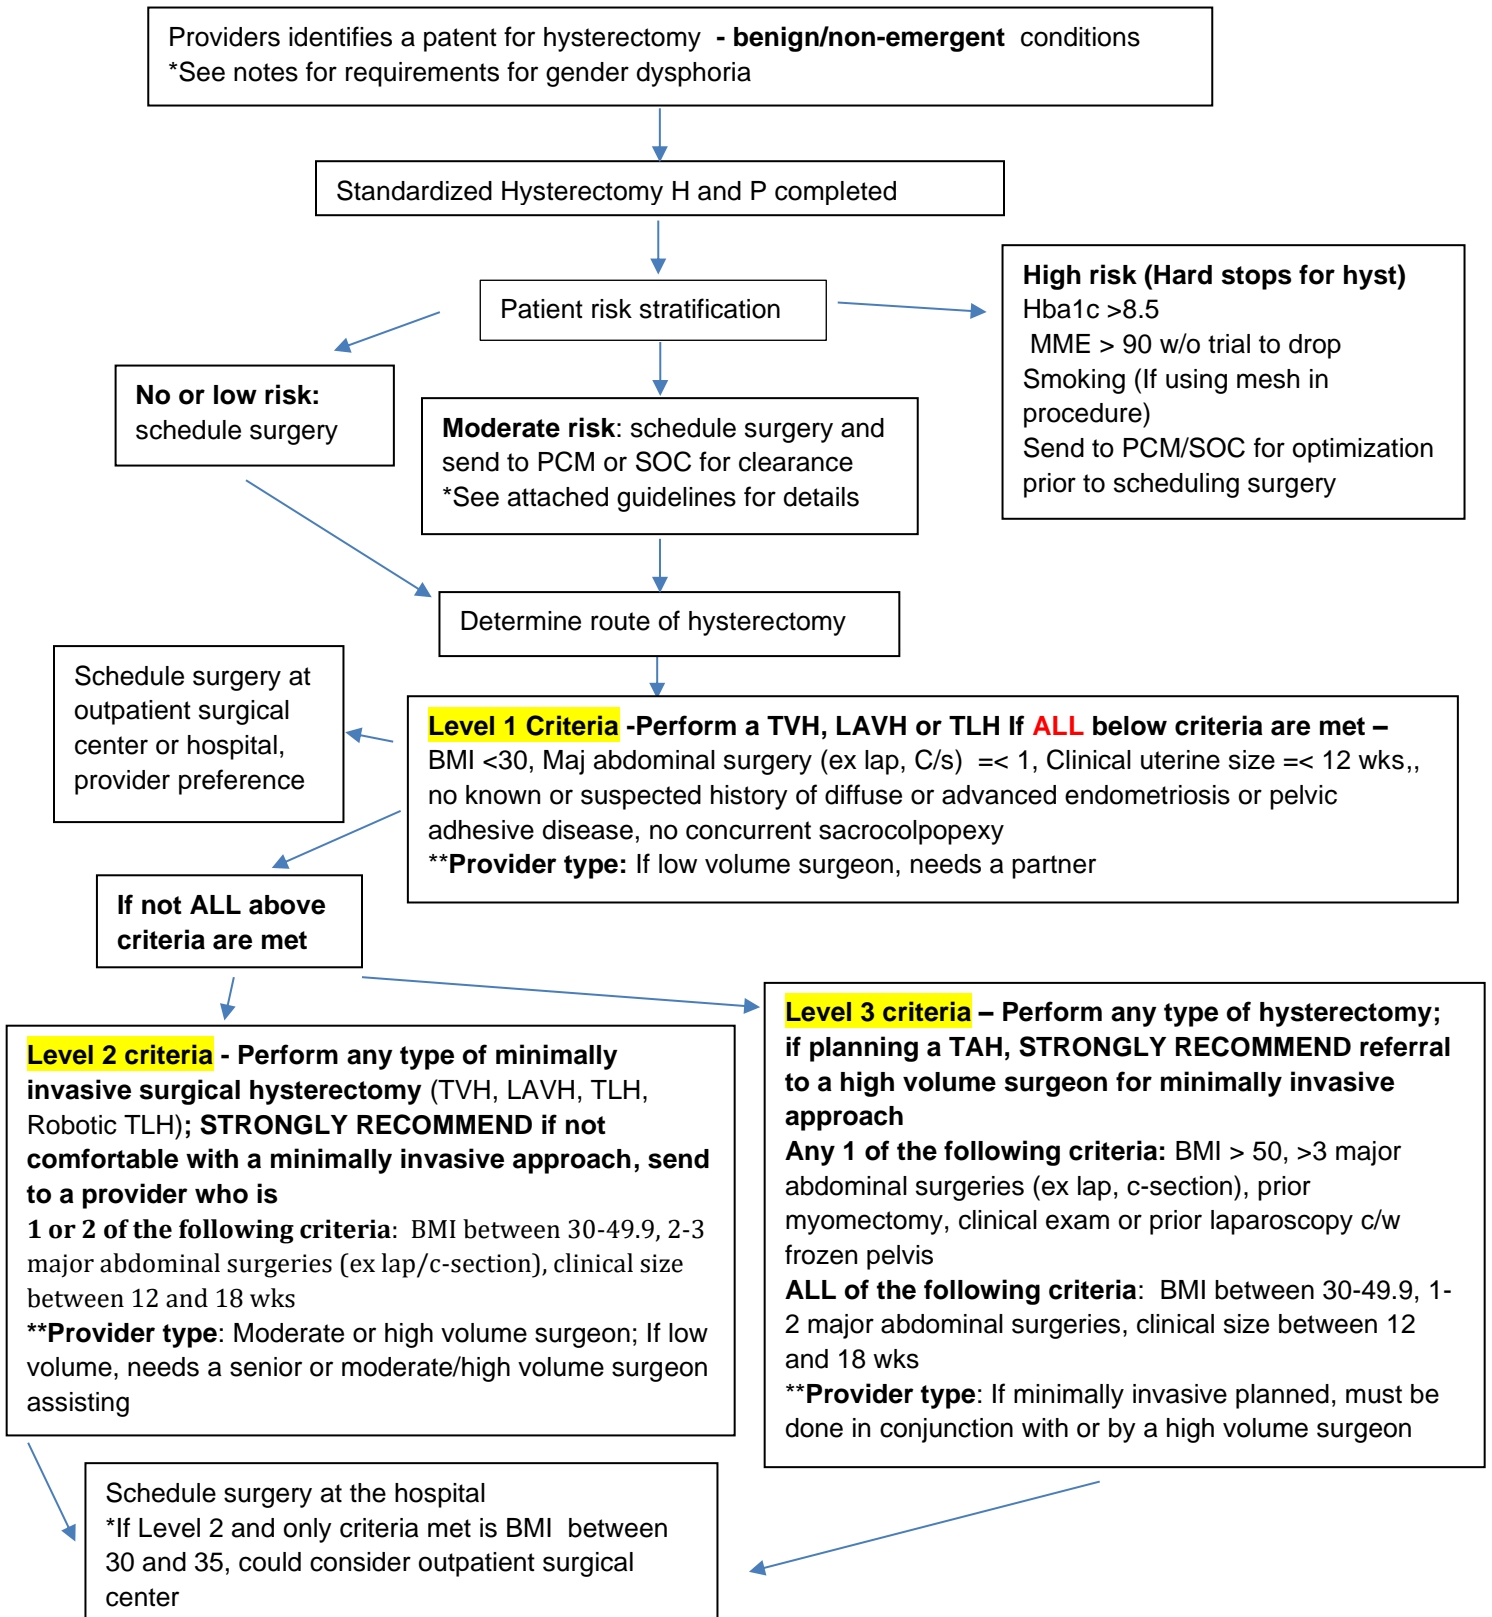 Providers identifies a patent for hysterectomy - benign/non-emergent conditions
*See notes for requirements for gender dysphoria
Standardized Hysterectomy H and P completed
Patient risk stratification
High risk (Hard stops for hyst)
Hba1c >8.5
MME > 90 w/o trial to drop
Smoking (If using mesh in
procedure)
Send to PCM/SOC for optimization
prior to scheduling surgery
No or low risk:
schedule surgery
Moderate risk: schedule surgery and
send to PCM or SOC for clearance
*See attached guidelines for details
Determine route of hysterectomy
Schedule surgery at
outpatient surgical
center or hospital,
provider preference
Level 1 Criteria -Perform a TVH, LAVH or TLH If ALL below criteria are met –
BMI <30, Maj abdominal surgery (ex lap, C/s) =< 1, Clinical uterine size =< 12 wks,,
no known or suspected history of diffuse or advanced endometriosis or pelvic
adhesive disease, no concurrent sacrocolpopexy
**Provider type: If low volume surgeon, needs a partner
If not ALL above
criteria are met
Level 2 criteria - Perform any type of minimally
invasive surgical hysterectomy (TVH, LAVH, TLH,
Robotic TLH); STRONGLY RECOMMEND if not
comfortable with a minimally invasive approach, send
to a provider who is
1 or 2 of the following criteria: BMI between 30-49.9, 2-3
major abdominal surgeries (ex lap/c-section), clinical size
between 12 and 18 wks
**Provider type: Moderate or high volume surgeon; If low
volume, needs a senior or moderate/high volume surgeon
assisting
Level 3 criteria – Perform any type of hysterectomy;
if planning a TAH, STRONGLY RECOMMEND referral
to a high volume surgeon for minimally invasive
approach
Any 1 of the following criteria: BMI > 50, >3 major
abdominal surgeries (ex lap, c-section), prior
myomectomy, clinical exam or prior laparoscopy c/w
frozen pelvis
ALL of the following criteria: BMI between 30-49.9, 1-
2 major abdominal surgeries, clinical size between 12
and 18 wks
**Provider type: If minimally invasive planned, must be
done in conjunction with or by a high volume surgeon
Schedule surgery at the hospital
*If Level 2 and only criteria met is BMI between
30 and 35, could consider outpatient surgical
center